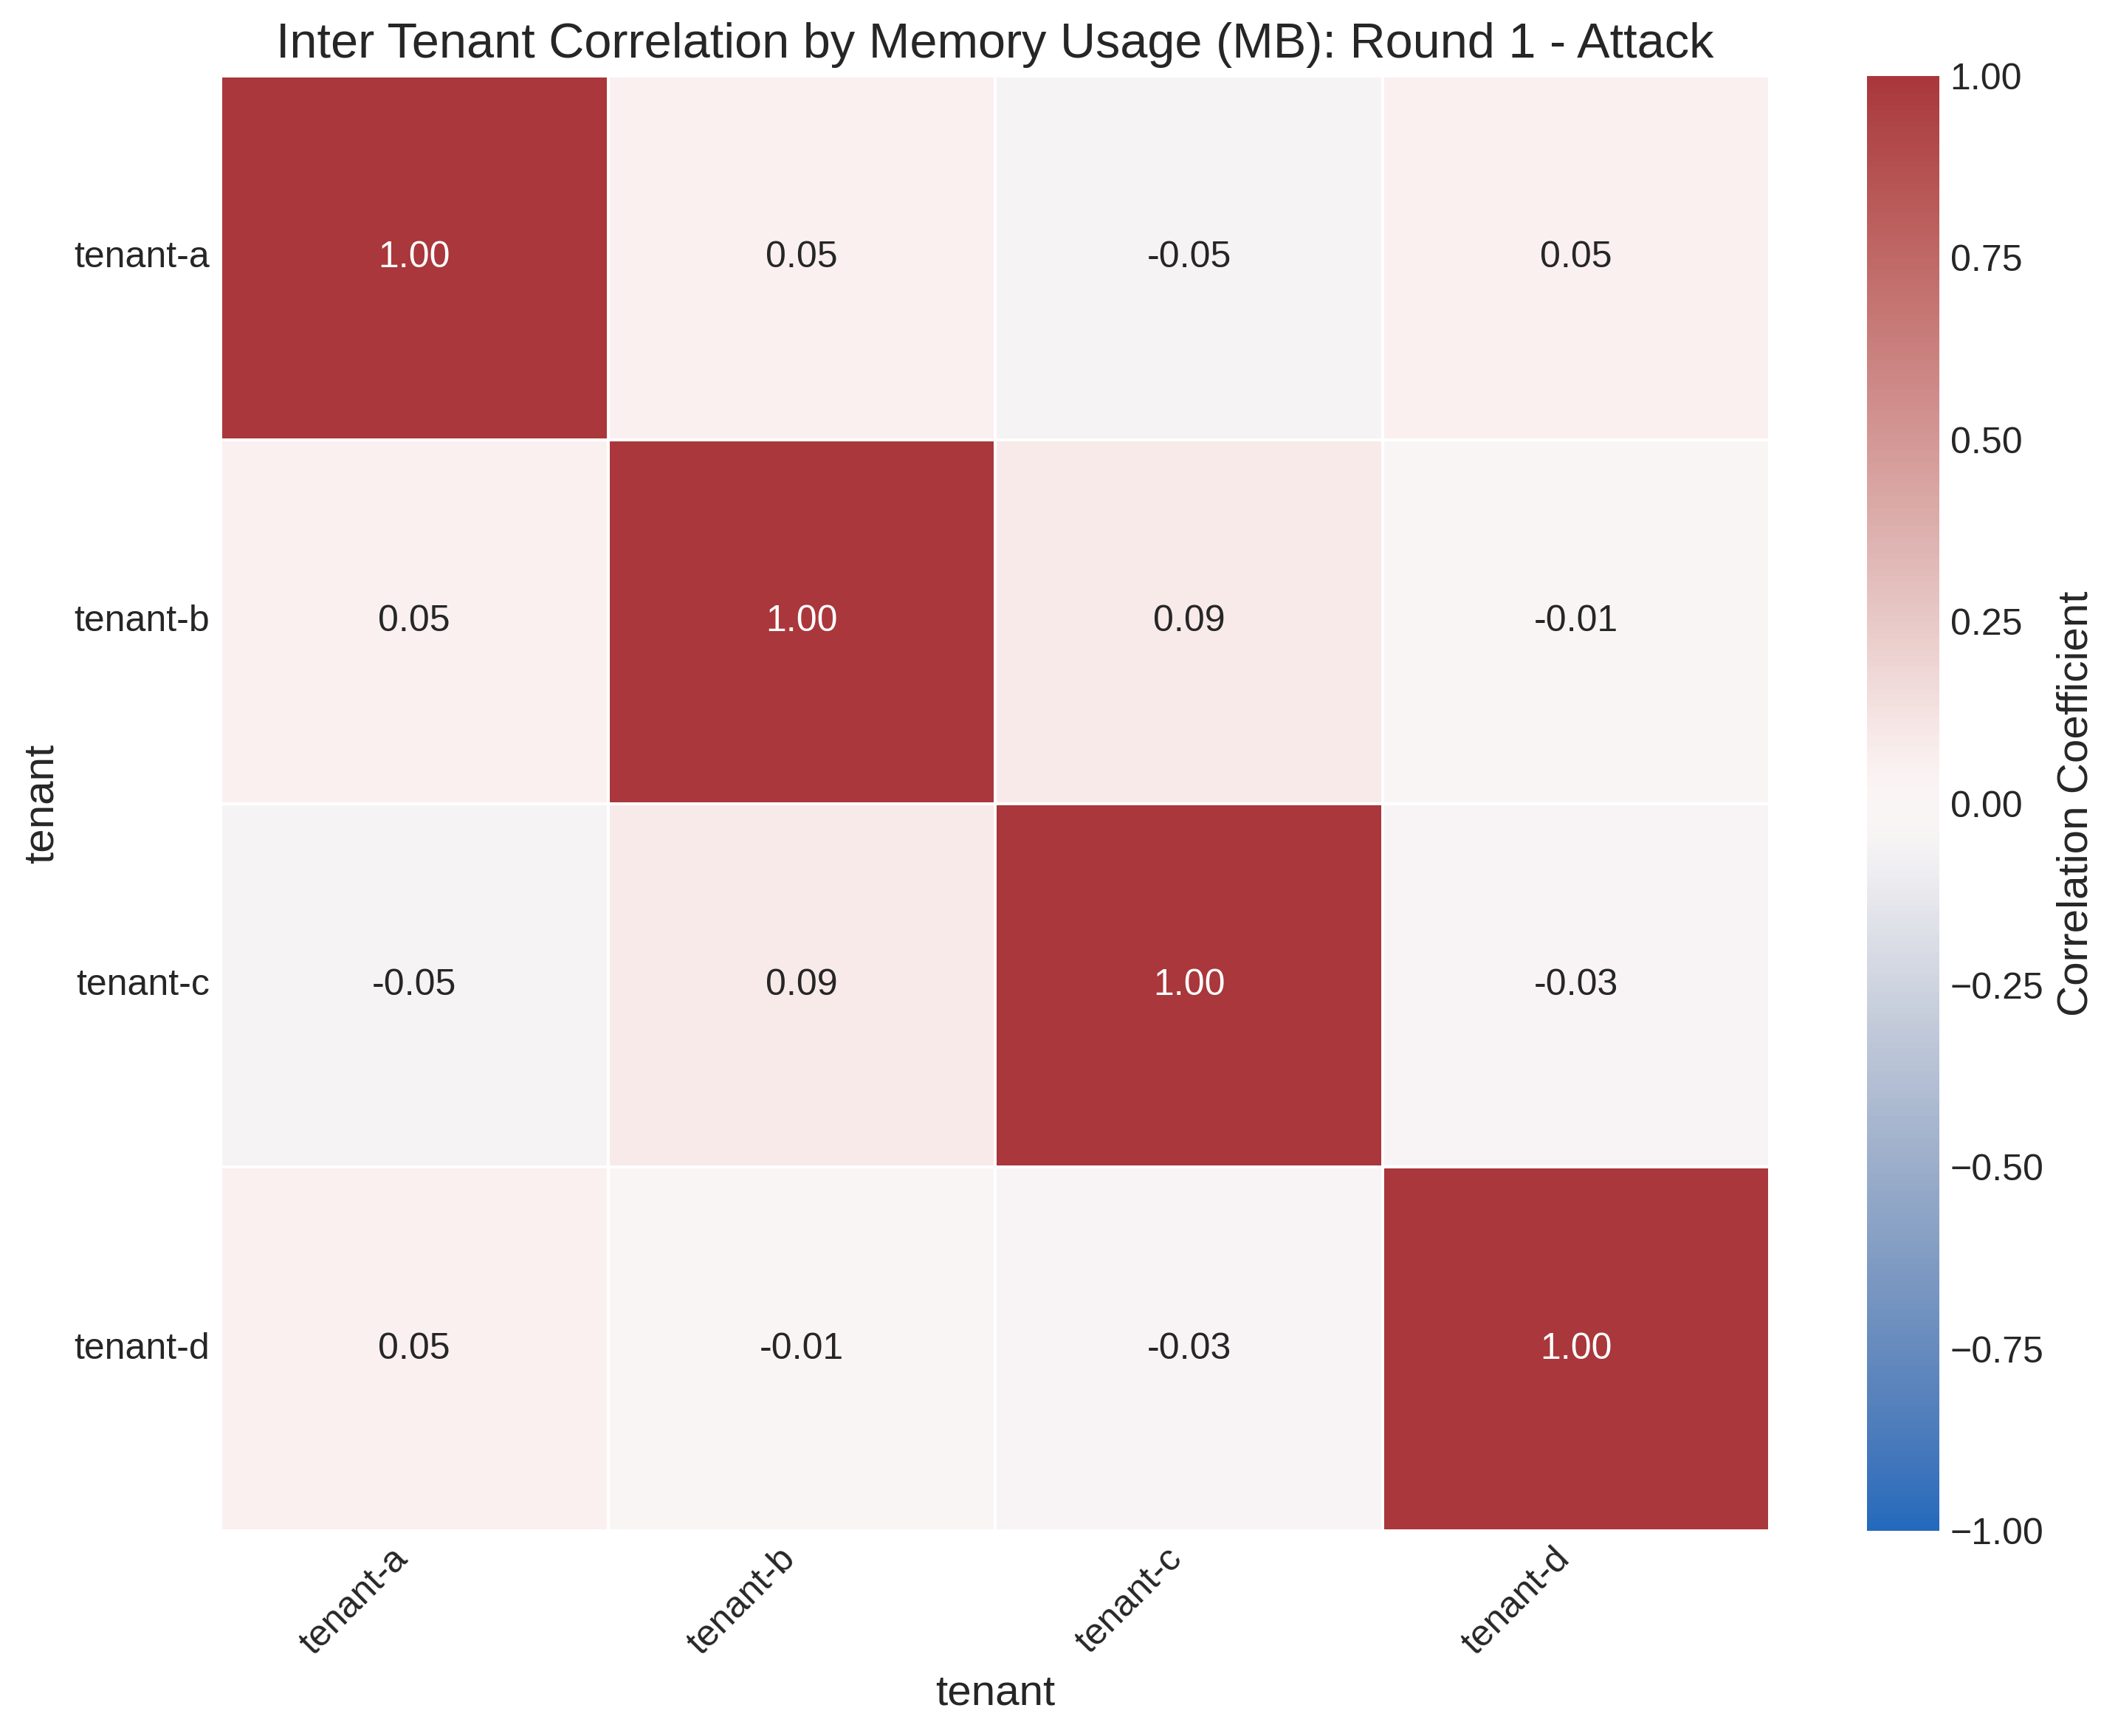 Inter Tenant Correlation by Memory Usage (MB): Round 1 - Attack
tenant
tenant-a
1.00
0.05
-0.05
0.05
tenant-b
0.05
1.00
0.09
-0.01
tenant-c
-0.05
0.09
1.00
-0.03
tenant-d
0.05
-0.01
-0.03
1.00
tenant-a
tenant-b
tenant-c
tenant-d
tenant
1.00
0.75
0.50
0.25
0.00
−0.25
−0.50
−0.75
−1.00
Correlation Coefficient